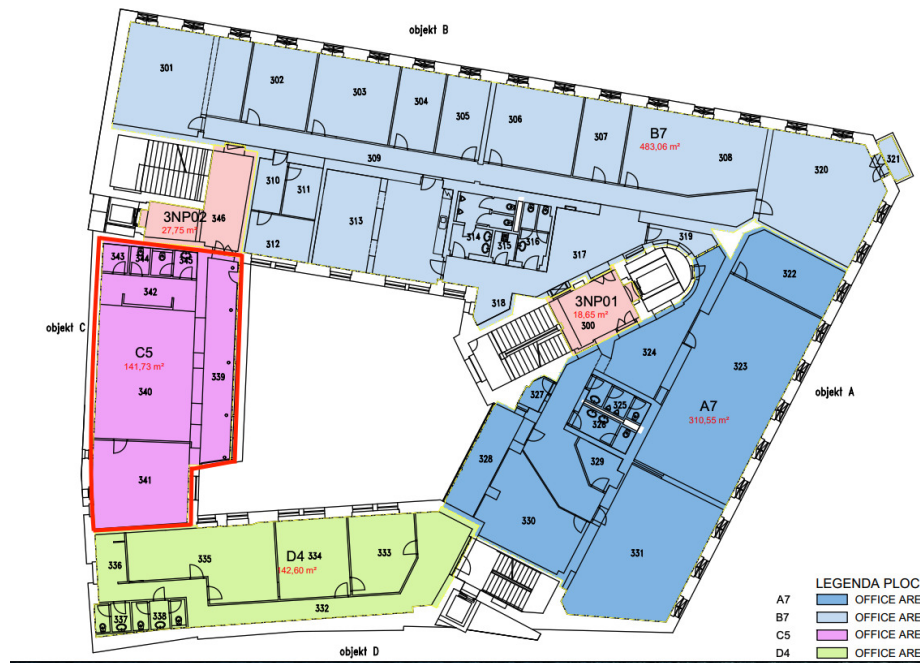 objekt B
301
302
303
304
305
306
307
B7
483,06 m²
308
309
320
321
310
311
3NP02
27,75 m²
346
312
313
314
315
316
317
319
318
343
344
345
342
objekt C
C5
141,73 m²
340
339
341
3NP01
18,65 m²
300
322
323
324
objekt A
A7
310,55 m²
325
326
327
328
329
330
331
D4
142,60 m²
336
335
334
333
332
337
338
objekt D
LEGENDA PLOC
A7 OFFICE ARE
B7 OFFICE ARE
C5 OFFICE ARE
D4 OFFICE ARE